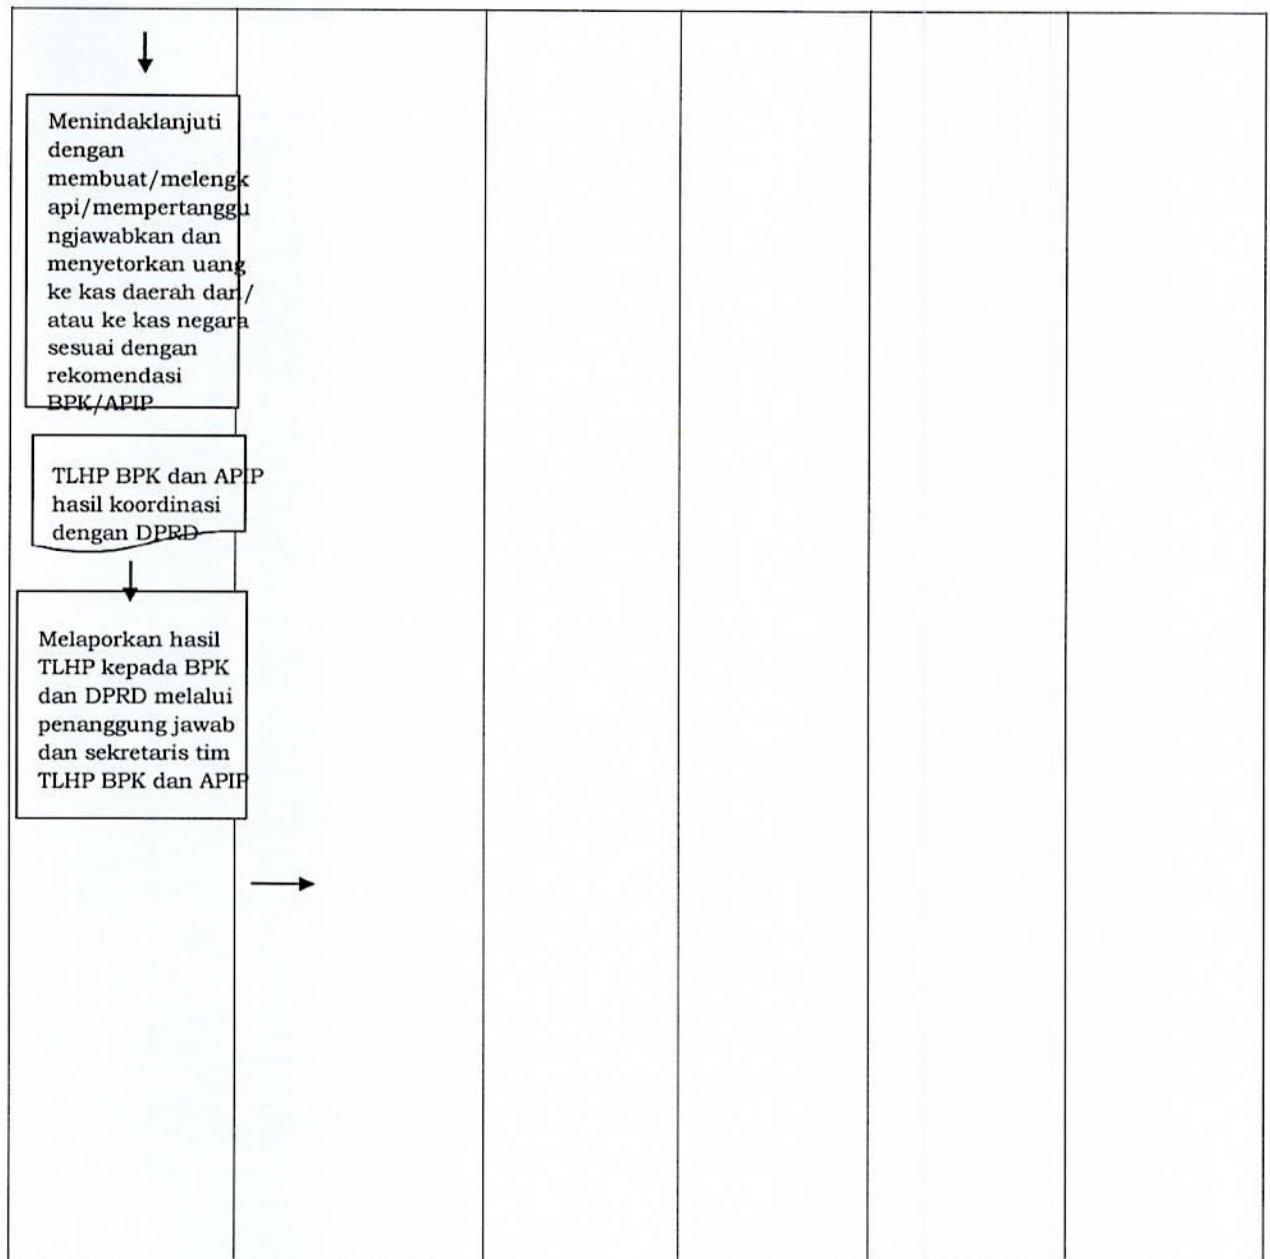 Menindaklanjuti
dengan
membuat/melengk
api/mempertanggu
ngjawabkan dan
menyetorkan uang
ke kas daerah dan/
atau ke kas negara
sesuai dengan
rekomendasi
BPK/APIP
TLHP BPK dan APIP
hasil koordinasi
dengan DPRD
Melaporkan hasil
TLHP kepada BPK
dan DPRD melalui
penanggung jawab
dan sekretaris tim
TLHP BPK dan APIP